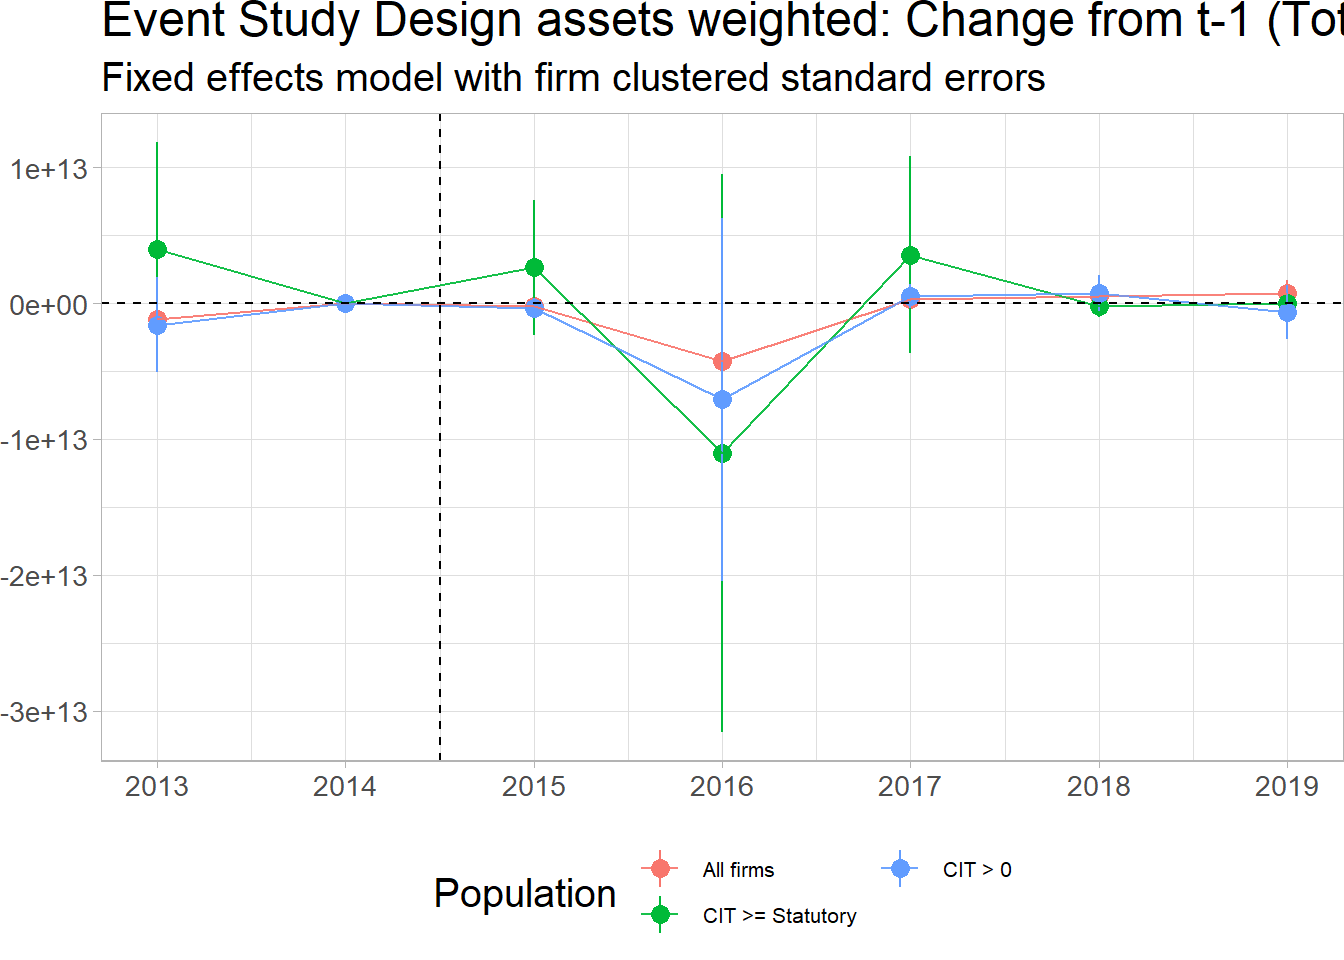 Event Study Design assets weighted: Change from t-1 (Tot
Fixed effects model with firm clustered standard errors
1e+13
0e+00
-1e+13
-2e+13
-3e+13
2013 2014 2015 2016 2017 2018 2019
Population
All firms
CIT >= Statutory
CIT > 0